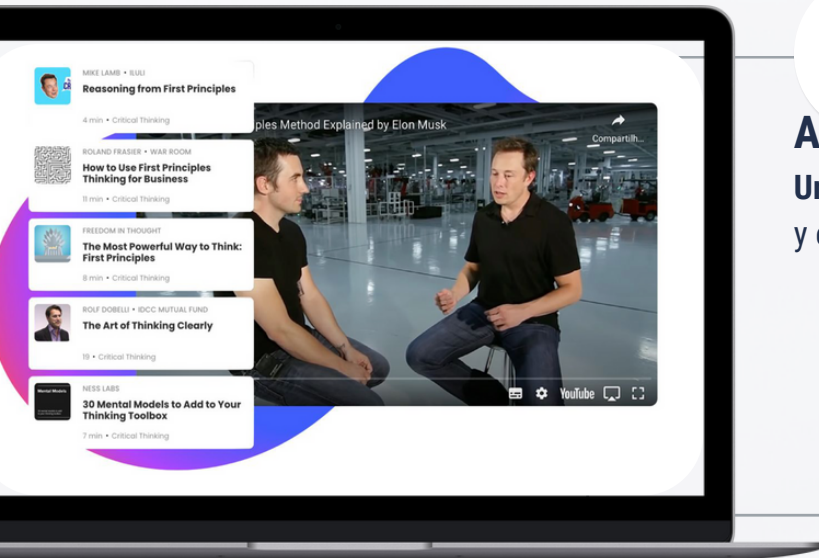 MIKE LAMB • ILULI
Reasoning from First Principles
4 min • Critical Thinking
ROLAND FRASIER • WAR ROOM
How to Use First Principles
Thinking for Business
11 min • Critical Thinking
FREEDOM IN THOUGHT
The Most Powerful Way to Think:
First Principles
8 min • Critical Thinking
ROLF DOBELLI • IDCC MUTUAL FUND
The Art of Thinking Clearly
19 • Critical Thinking
Mental Models
NESS LABS
30 Mental Models to Add to Your
Thinking Toolbox
7 min • Critical Thinking
Method Explained by Elon Musk
Compartilh...
YouTube
y